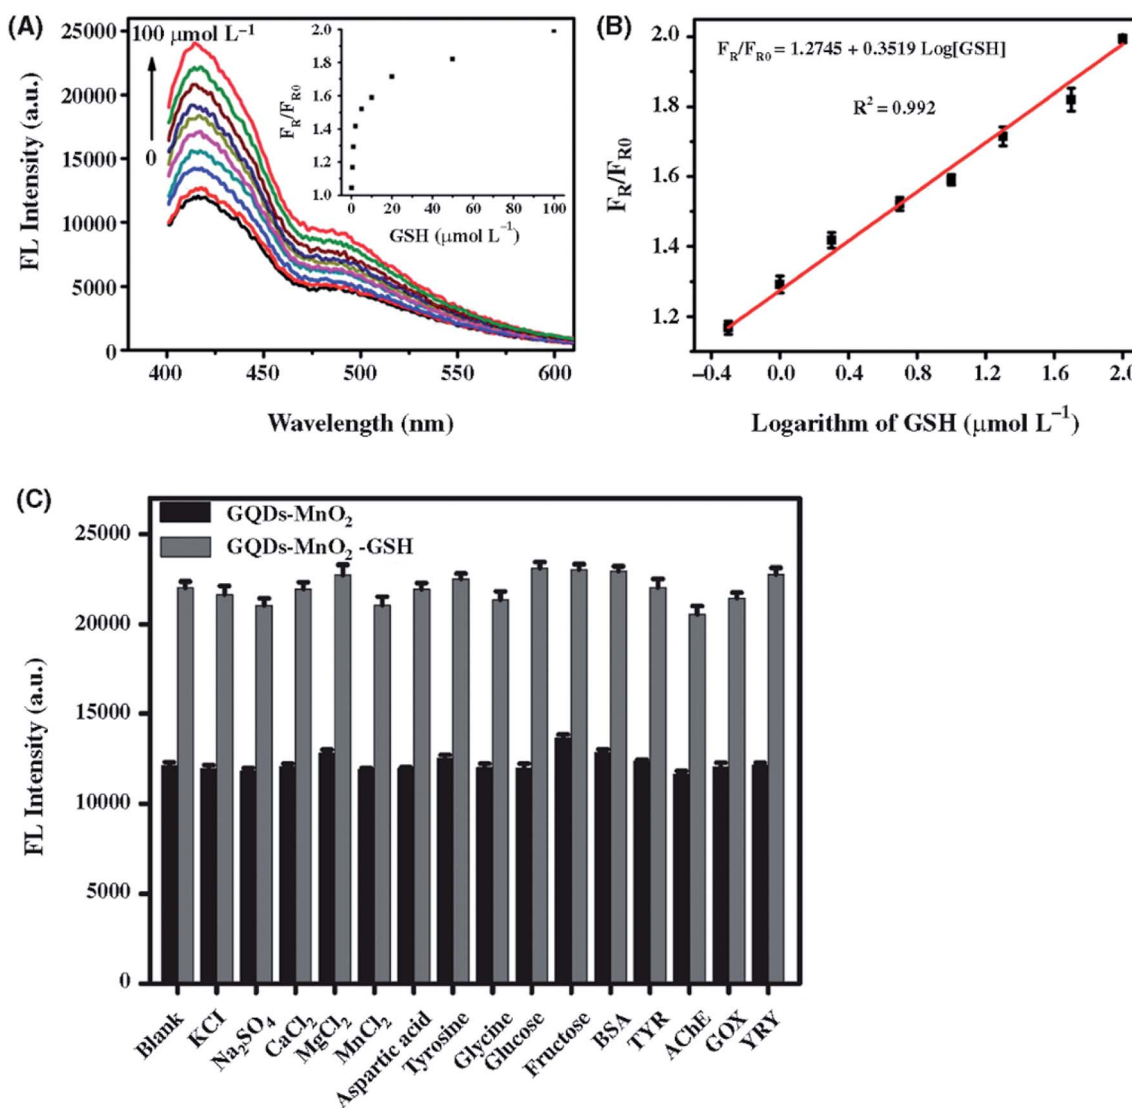 (A)
100 μmol L⁻¹
0
25000
20000
15000
10000
5000
0
FL Intensity (a.u.)
400 450 500 550 600
Wavelength (nm)
2.0
1.8
1.6
1.4
1.2
1.0
F_R/F_R0
0 20 40 60 80 100
GSH (μmol L⁻¹)
(B)
F_R/F_R0 = 1.2745 + 0.3519 Log[GSH]
R² = 0.992
2.0
1.8
1.6
1.4
1.2
F_R/F_R0
–0.4 0.0 0.4 0.8 1.2 1.6 2.0
Logarithm of GSH (μmol L⁻¹)
(C)
GQDs-MnO₂
GQDs-MnO₂ -GSH
25000
20000
15000
10000
5000
0
FL Intensity (a.u.)
Blank
KCI
Na₂SO₄
CaCl₂
MgCl₂
MnCl₂
Aspartic acid
Tyrosine
Glycine
Glucose
Fructose
BSA
TYR
AChE
GOX
YRY